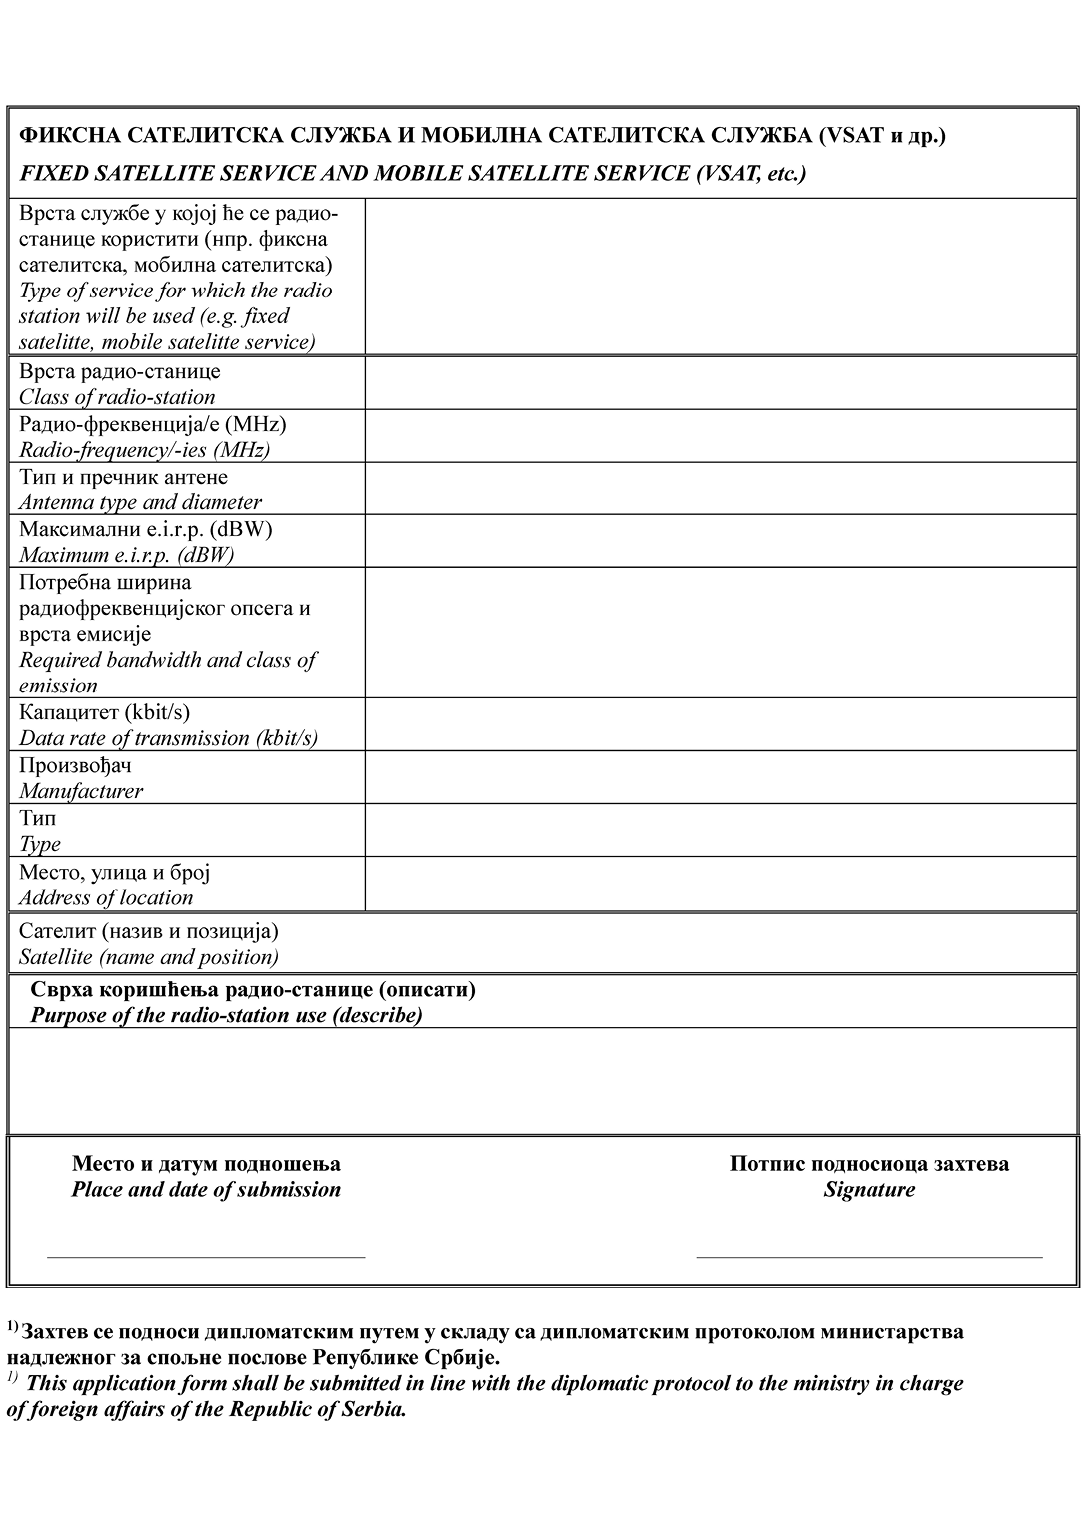 ФИКСНА САТЕЛИТСКА СЛУЖБА И МОБИЛНА САТЕЛИТСКА СЛУЖБА (VSAT и др.)
FIXED SATELLITE SERVICE AND MOBILE SATELLITE SERVICE (VSAT, etc.)
Врста службе у којој ће се радио-
станице користити (нпр. фиксна
сателитска, мобилна сателитска)
Type of service for which the radio
station will be used (e.g. fixed
satelitte, mobile satelitte service)
Врста радио-станице
Class of radio-station
Радио-фреквенција/е (MHz)
Radio-frequency/-ies (MHz)
Тип и пречник антене
Antenna type and diameter
Максимални e.i.r.p. (dBW)
Maximum e.i.r.p. (dBW)
Потребна ширина
радиофреквенцијског опсега и
врста емисије
Required bandwidth and class of
emission
Капацитет (kbit/s)
Data rate of transmission (kbit/s)
Произвођач
Manufacturer
Тип
Type
Место, улица и број
Address of location
Сателит (назив и позиција)
Satellite (name and position)
Сврха коришћења радио-станице (описати)
Purpose of the radio-station use (describe)
Место и датум подношења
Place and date of submission
Потпис подносиоца захтева
Signature
1) Захтев се подноси дипломатским путем у складу са дипломатским протоколом министарства
надлежног за спољне послове Републике Србије.
1) This application form shall be submitted in line with the diplomatic protocol to the ministry in charge
of foreign affairs of the Republic of Serbia.